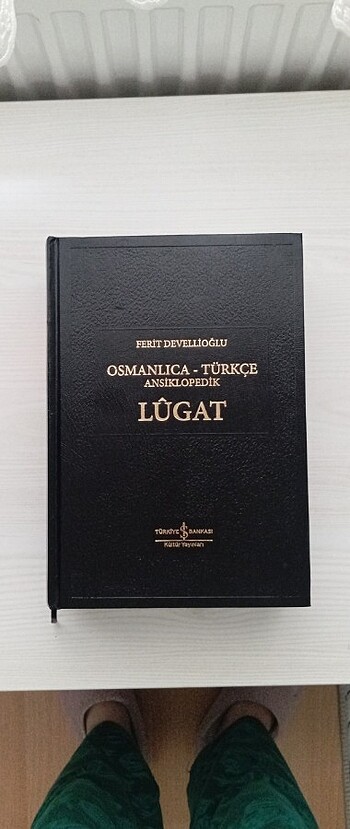 FERİT DEVELLİOĞLU
OSMANLICA - TÜRKÇE
ANSİKLOPEDİK
LÛGAT
TÜRKİYE İŞ BANKASI
Kültür Yayınları